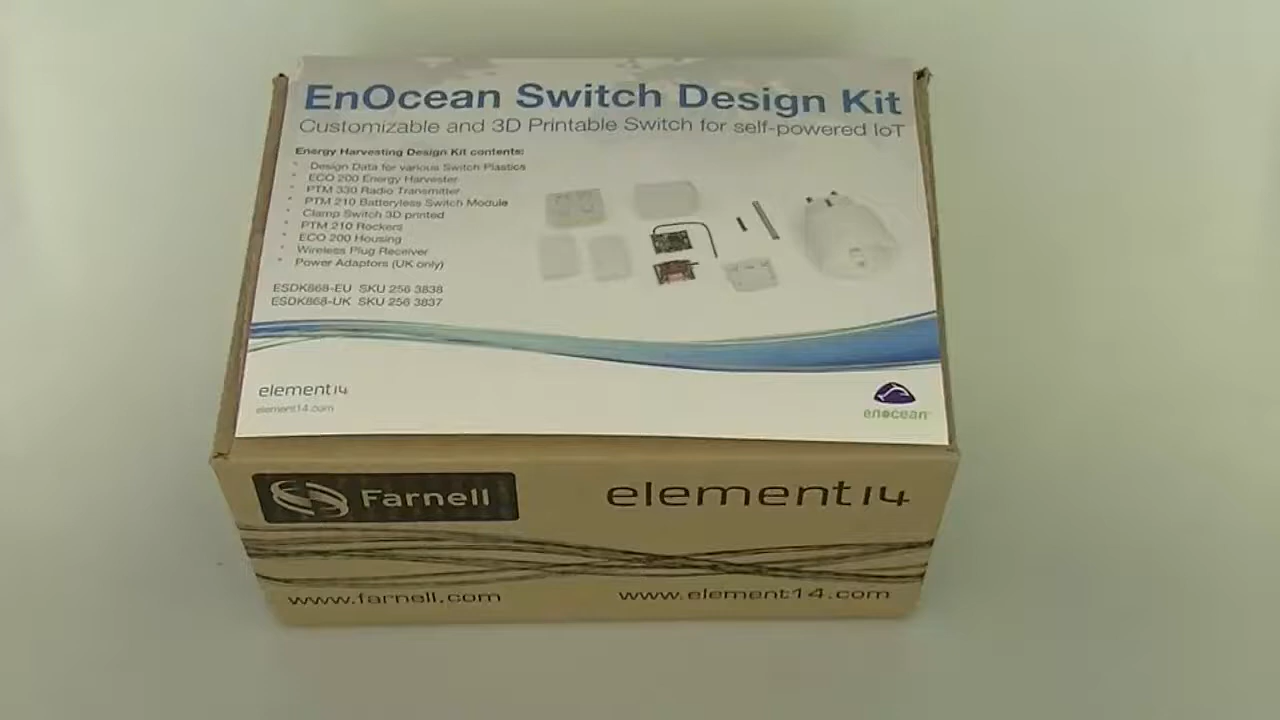 EnOcean Switch Design Kit
Customizable and 3D Printable Switch for self-powered IoT
Energy Harvesting Design Kit contents:
• Design Data for various Switch Plastics
• ECO 200 Energy Harvester
• PTM 330 Radio Transmitter
• PTM 210 Batteryless Switch Module
• Clamp Switch 3D printed
• PTM 210 Rockers
• ECO 200 Housing
• Wireless Plug Receiver
• Power Adaptors (UK only)
ESDK868-EU SKU 256 3838
ESDK868-UK SKU 256 3837
element14
element14.com
enocean
Farnell
element14
www.farnell.com
www.element14.com